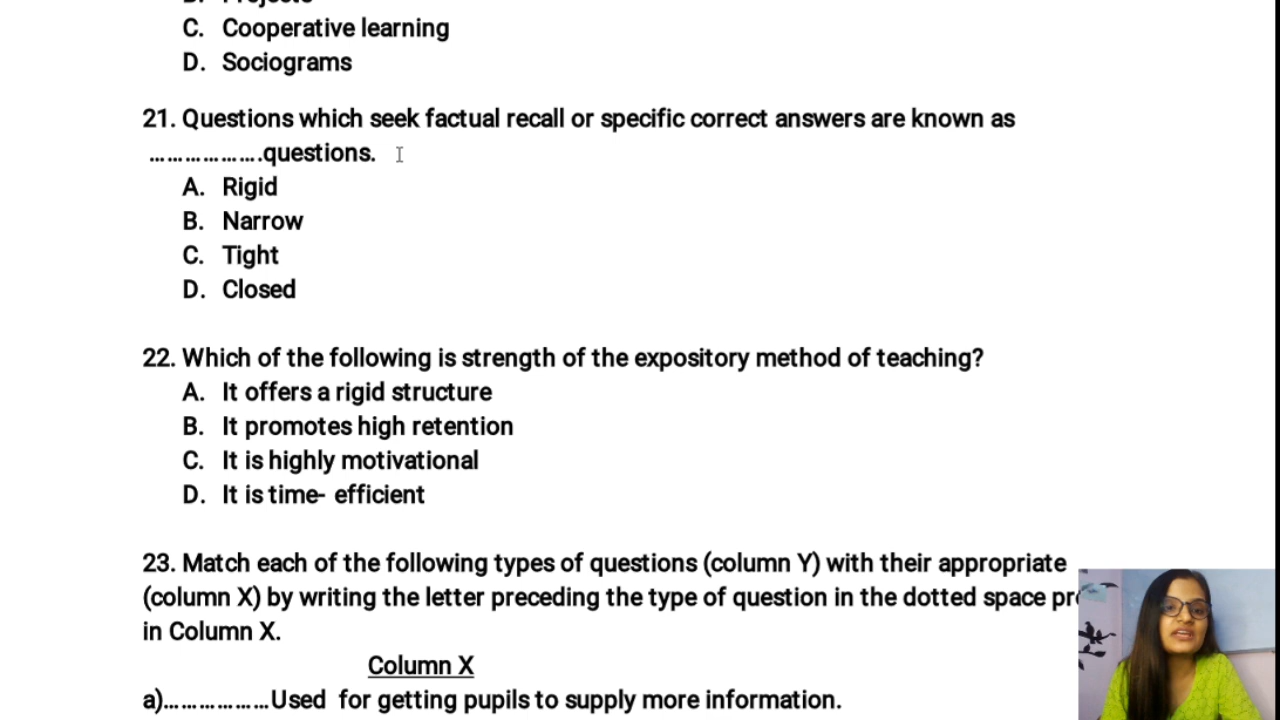 C. Cooperative learning
D. Sociograms
21. Questions which seek factual recall or specific correct answers are known as
……………….questions.
A. Rigid
B. Narrow
C. Tight
D. Closed
22. Which of the following is strength of the expository method of teaching?
A. It offers a rigid structure
B. It promotes high retention
C. It is highly motivational
D. It is time- efficient
23. Match each of the following types of questions (column Y) with their appropriate
(column X) by writing the letter preceding the type of question in the dotted space
in Column X.
Column X
a)………………Used for getting pupils to supply more information.